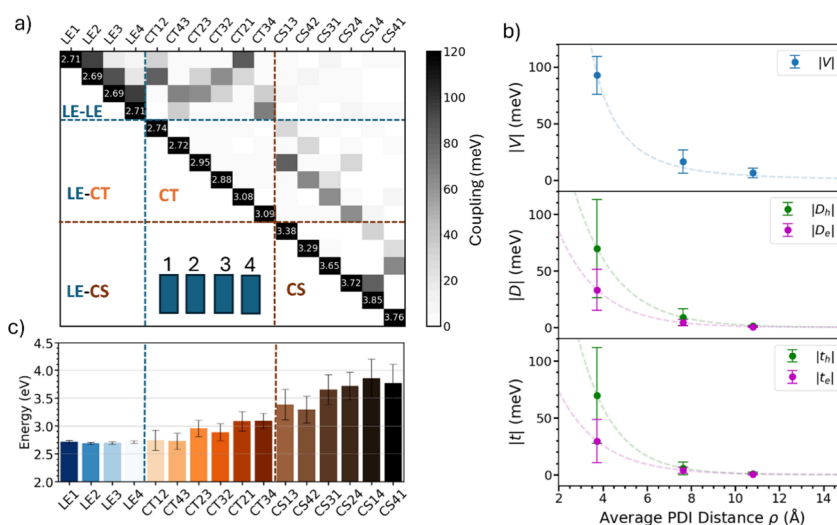 a)
LE1 LE2 LE3 LE4 CT12 CT43 CT23 CT32 CT21 CT34 CS13 CS42 CS31 CS24 CS14 CS41
2.71
2.69
2.69
2.71
LE-LE
2.74
2.72
2.95
2.88
3.08
3.09
LE-CT
CT
3.38
3.29
3.65
3.72
3.85
3.76
LE-CS
1 2 3 4
CS
120
100
80
60
40
20
0
Coupling (meV)
b)
|V|
100
50
0
|V| (meV)
|D_h|
|D_e|
100
50
0
|D| (meV)
|t_h|
|t_e|
100
50
0
|t| (meV)
2 4 6 8 10 12 14
Average PDI Distance ρ (Å)
c)
4.5
4.0
3.5
3.0
2.5
2.0
Energy (eV)
LE1 LE2 LE3 LE4 CT12 CT43 CT23 CT32 CT21 CT34 CS13 CS42 CS31 CS24 CS14 CS41